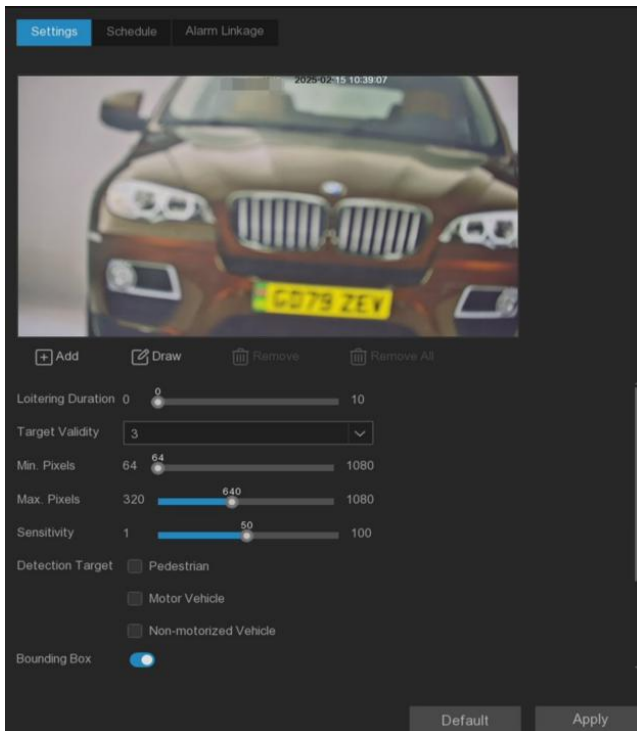 Settings Schedule Alarm Linkage
2025-02-15 10:39:07
GD79 ZEV
Add Draw Remove Remove All
Loitering Duration 0 0 10
Target Validity 3
Min. Pixels 64 64 1080
Max. Pixels 320 640 1080
Sensitivity 1 50 100
Detection Target Pedestrian
Motor Vehicle
Non-motorized Vehicle
Bounding Box
Default Apply